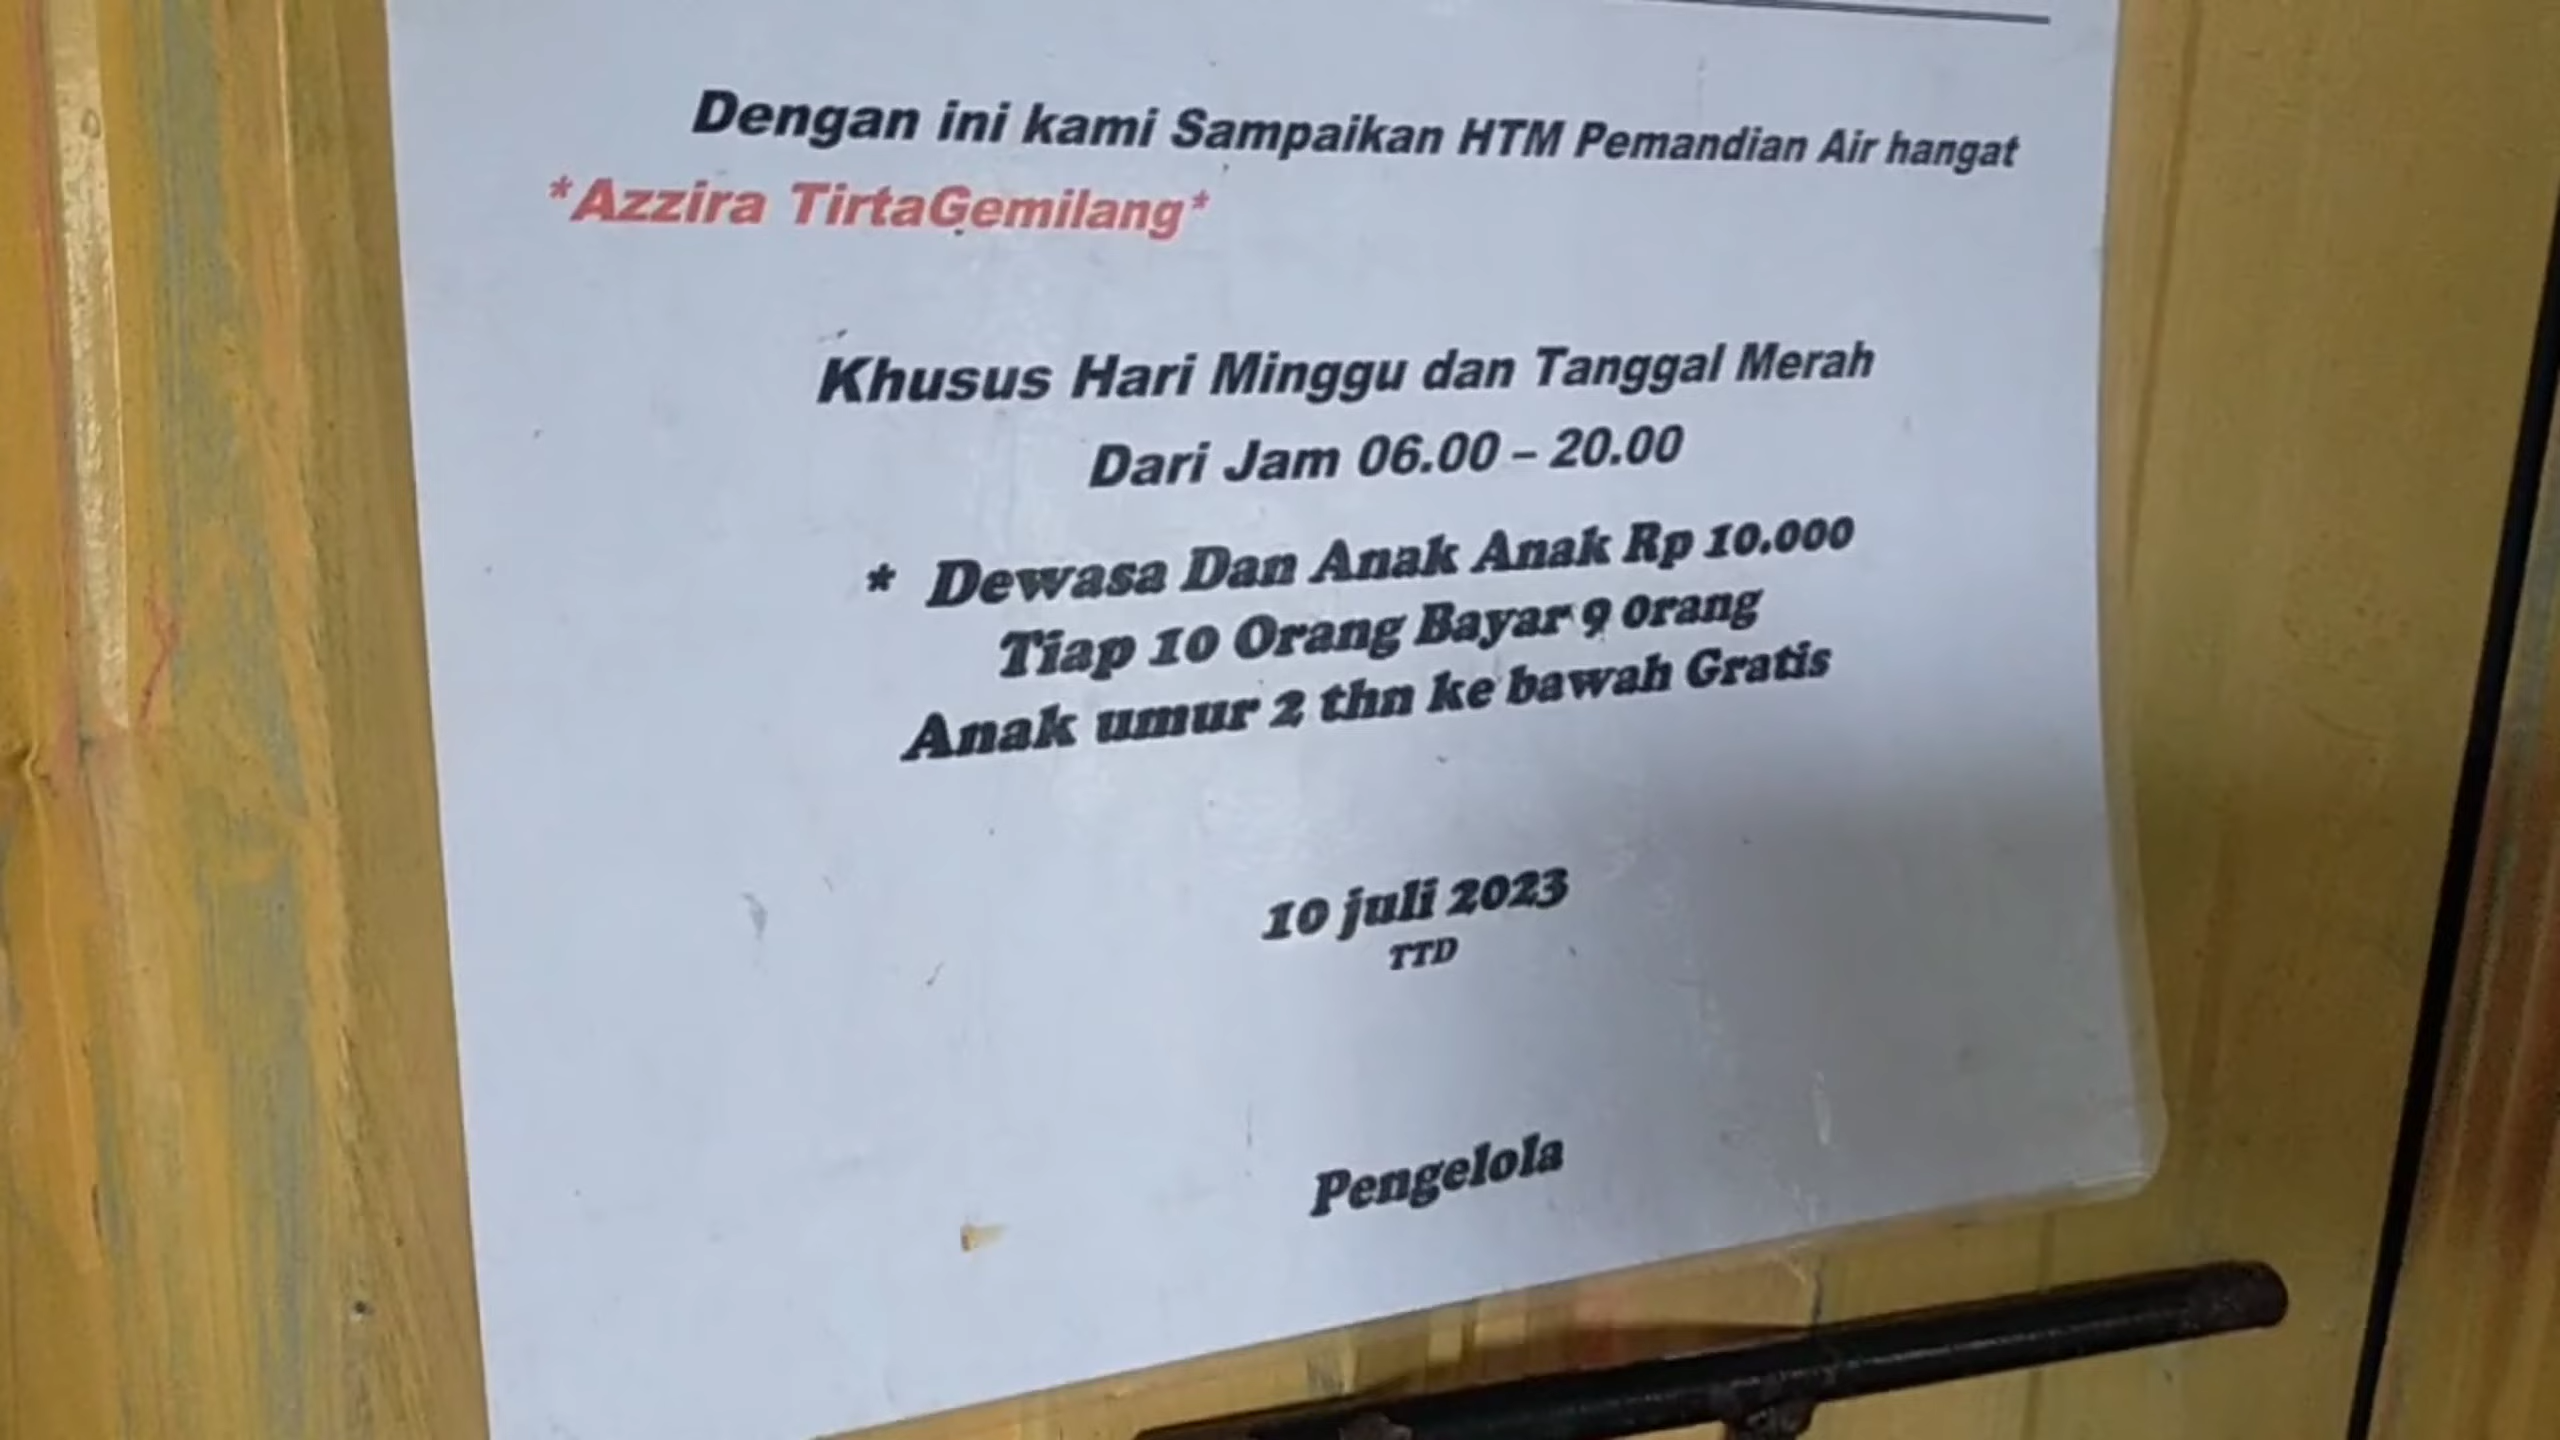 Dengan ini kami Sampaikan HTM Pemandian Air hangat
*Azzira TirtaGemilang*
Khusus Hari Minggu dan Tanggal Merah
Dari Jam 06.00 – 20.00
* Dewasa Dan Anak Anak Rp 10.000
Tiap 10 Orang Bayar 9 orang
Anak umur 2 thn ke bawah Gratis
10 juli 2023
TTD
Pengelola